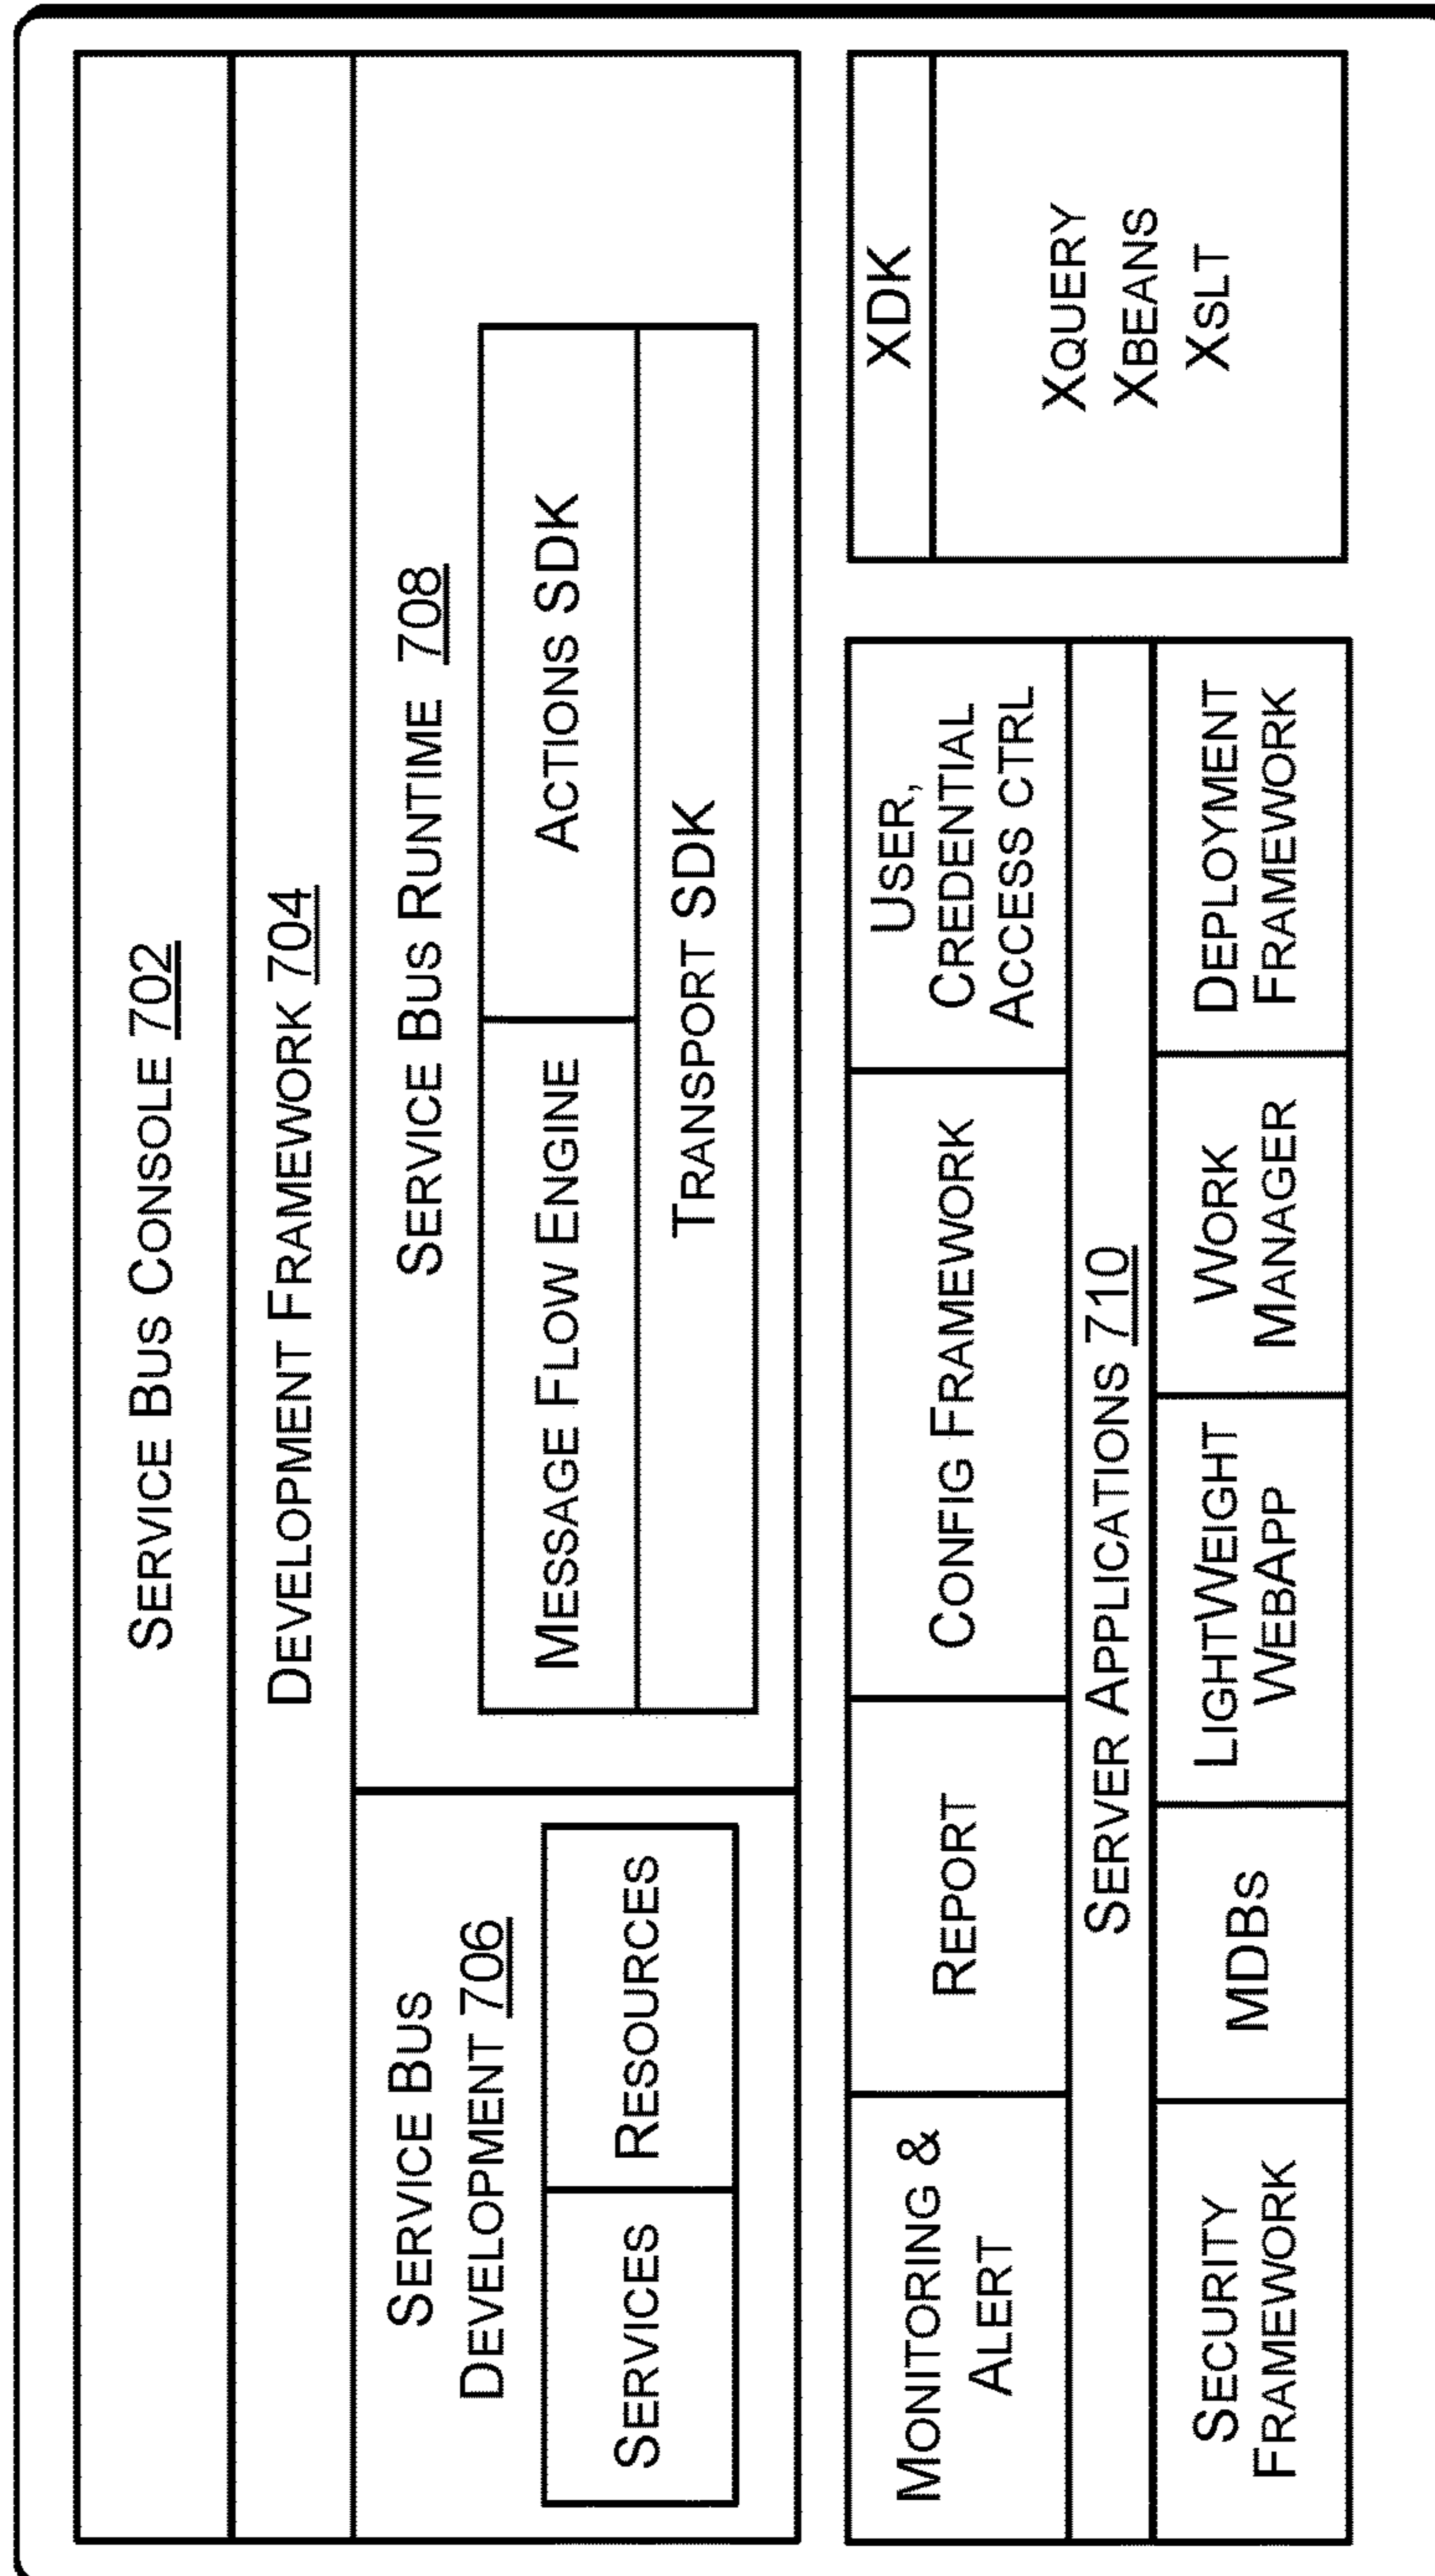 Service Bus Console 702
Development Framework 704
Service Bus
Development 706
Services
Resources
Service Bus Runtime 708
Message Flow Engine
Actions SDK
Transport SDK
Monitoring &
Alert
Report
Config Framework
User,
Credential
Access ctrl
Server Applications 710
Security
Framework
MDBs
LightWeight
WebApp
Work
Manager
Deployment
Framework
XDK
Xquery
Xbeans
Xslt